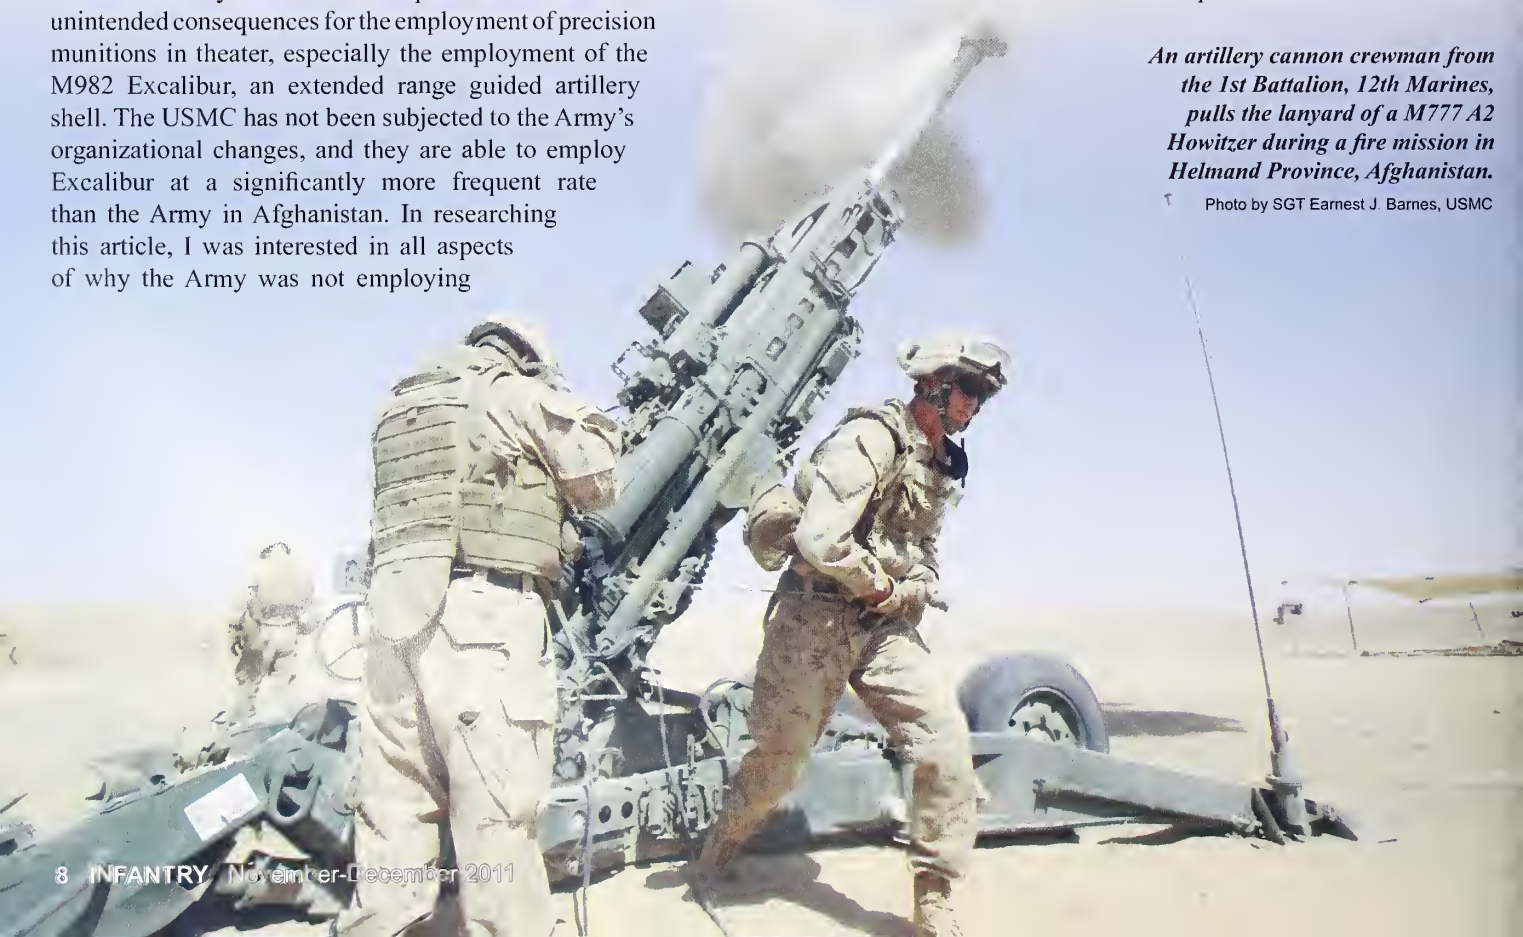 unintended consequences for the employment of precision
munitions in theater, especially the employment of the
M982 Excalibur, an extended range guided artillery
shell. The USMC has not been subjected to the Army’s
organizational changes, and they are able to employ
Excalibur at a significantly more frequent rate
than the Army in Afghanistan. In researching
this article, I was interested in all aspects
of why the Army was not employing
An artillery cannon crewman from
the 1st Battalion, 12th Marines,
pulls the lanyard of a M777 A2
Howitzer during a fire mission in
Helmand Province, Afghanistan.
Photo by SGT Earnest J. Barnes, USMC
8 INFANTRY November-December 2011